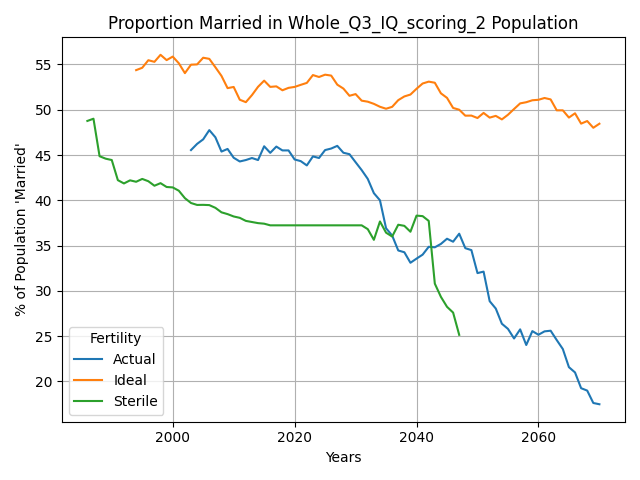 Proportion Married in Whole_Q3_IQ_scoring_2 Population
% of Population 'Married'
55
50
45
40
35
30
25
20
Fertility
Actual
Ideal
Sterile
2000 2020 2040 2060
Years